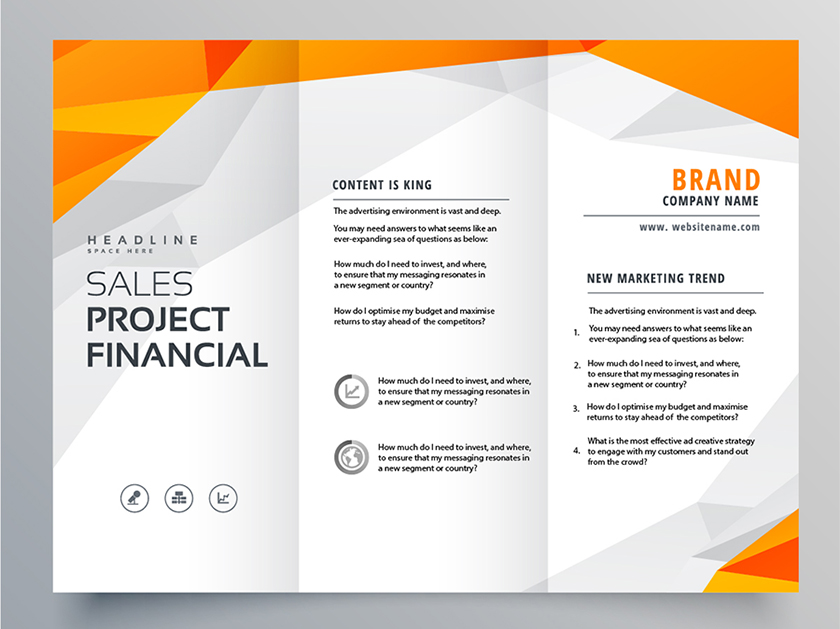 HEADLINE
SPACE HERE
SALES
PROJECT
FINANCIAL
CONTENT IS KING
The advertising environment is vast and deep.
You may need answers to what seems like an
ever-expanding sea of questions as below:
How much do I need to invest, and where,
to ensure that my messaging resonates in
a new segment or country?
How do I optimise my budget and maximise
returns to stay ahead of the competitors?
How much do I need to invest, and where,
to ensure that my messaging resonates in
a new segment or country?
How much do I need to invest, and where,
to ensure that my messaging resonates in
a new segment or country?
BRAND
COMPANY NAME
www. websitename.com
NEW MARKETING TREND
The advertising environment is vast and deep.
1. You may need answers to what seems like an
ever-expanding sea of questions as below:
2. How much do I need to invest, and where,
to ensure that my messaging resonates in
a new segment or country?
3. How do I optimise my budget and maximise
returns to stay ahead of the competitors?
What is the most effective ad creative strategy
4. to engage with my customers and stand out
from the crowd?